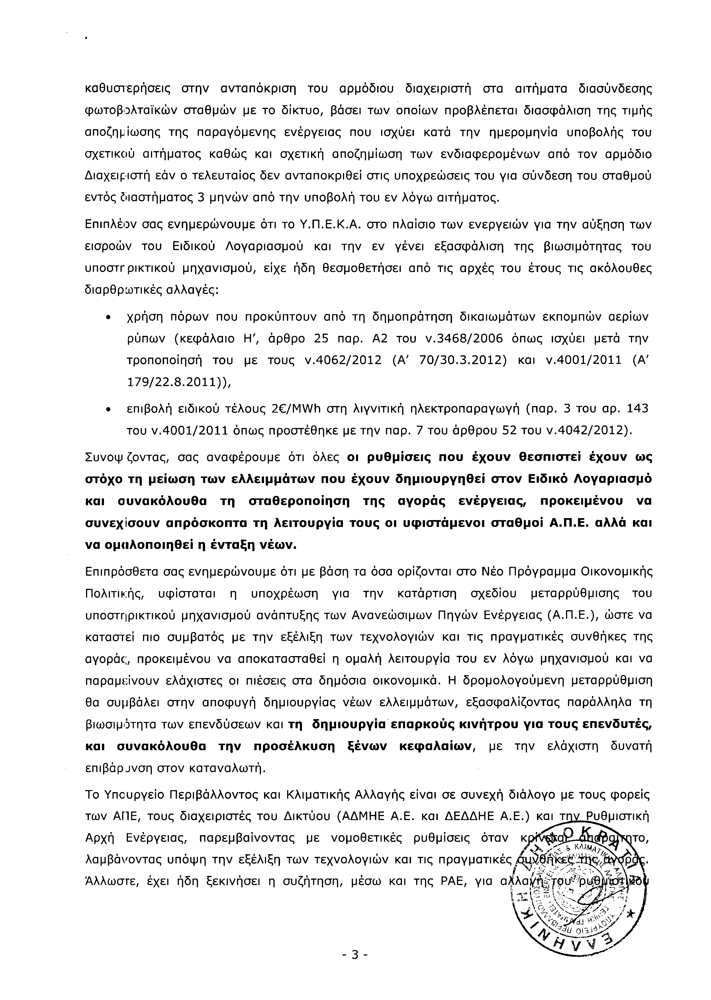 καθυστερήσεις στην ανταπόκριση του αρμόδιου διαχειριστή στα αιτήματα διασύνδεσης
φωτοβολταϊκών σταθμών με το δίκτυο, βάσει των οποίων προβλέπεται διασφάλιση της τιμής
αποζημίωσης της παραγόμενης ενέργειας που ισχύει κατά την ημερομηνία υποβολής του
σχετικού αιτήματος καθώς και σχετική αποζημίωση των ενδιαφερομένων από τον αρμόδιο
Διαχειριστή εάν ο τελευταίος δεν ανταποκριθεί στις υποχρεώσεις του για σύνδεση του σταθμού
εντός διαστήματος 3 μηνών από την υποβολή του εν λόγω αιτήματος.
Επιπλέον σας ενημερώνουμε ότι το Υ.Π.Ε.Κ.Α. στο πλαίσιο των ενεργειών για την αύξηση των
εισροών του Ειδικού Λογαριασμού και την εν γένει εξασφάλιση της βιωσιμότητας του
υποστηρικτικού μηχανισμού, είχε ήδη θεσμοθετήσει από τις αρχές του έτους τις ακόλουθες
διαρθρωτικές αλλαγές:
• χρήση πόρων που προκύπτουν από τη δημοπράτηση δικαιωμάτων εκπομπών αερίων
ρύπων (κεφάλαιο Η', άρθρο 25 παρ. Α2 του ν.3468/2006 όπως ισχύει μετά την
τροποποίησή του με τους ν.4062/2012 (Α' 70/30.3.2012) και ν.4001/2011 (Α'
179/22.8.2011)),
• επιβολή ειδικού τέλους 2€/MWh στη λιγνιτική ηλεκτροπαραγωγή (παρ. 3 του αρ. 143
του ν.4001/2011 όπως προστέθηκε με την παρ. 7 του άρθρου 52 του ν.4042/2012).
Συνοψίζοντας, σας αναφέρουμε ότι όλες οι ρυθμίσεις που έχουν θεσπιστεί έχουν ως
στόχο τη μείωση των ελλειμμάτων που έχουν δημιουργηθεί στον Ειδικό Λογαριασμό
και συνακόλουθα τη σταθεροποίηση της αγοράς ενέργειας, προκειμένου να
συνεχίσουν απρόσκοπτα τη λειτουργία τους οι υφιστάμενοι σταθμοί Α.Π.Ε. αλλά και
να ομαλοποιηθεί η ένταξη νέων.
Επιπρόσθετα σας ενημερώνουμε ότι με βάση τα όσα ορίζονται στο Νέο Πρόγραμμα Οικονομικής
Πολιτικής, υφίσταται η υποχρέωση για την κατάρτιση σχεδίου μεταρρύθμισης του
υποστηρικτικού μηχανισμού ανάπτυξης των Ανανεώσιμων Πηγών Ενέργειας (Α.Π.Ε.), ώστε να
καταστεί πιο συμβατός με την εξέλιξη των τεχνολογιών και τις πραγματικές συνθήκες της
αγοράς, προκειμένου να αποκατασταθεί η ομαλή λειτουργία του εν λόγω μηχανισμού και να
παραμείνουν ελάχιστες οι πιέσεις στα δημόσια οικονομικά. Η δρομολογούμενη μεταρρύθμιση
θα συμβάλει στην αποφυγή δημιουργίας νέων ελλειμμάτων, εξασφαλίζοντας παράλληλα τη
βιωσιμότητα των επενδύσεων και τη δημιουργία επαρκούς κινήτρου για τους επενδυτές,
και συνακόλουθα την προσέλκυση ξένων κεφαλαίων, με την ελάχιστη δυνατή
επιβάρυνση στον καταναλωτή.
Το Υπουργείο Περιβάλλοντος και Κλιματικής Αλλαγής είναι σε συνεχή διάλογο με τους φορείς
των ΑΠΕ, τους διαχειριστές του Δικτύου (ΑΔΜΗΕ Α.Ε. και ΔΕΔΔΗΕ Α.Ε.) και την Ρυθμιστική
Αρχή Ενέργειας, παρεμβαίνοντας με νομοθετικές ρυθμίσεις όταν κρίνεται απαραίτητο,
λαμβάνοντας υπόψη την εξέλιξη των τεχνολογιών και τις πραγματικές συνθήκες της αγοράς.
Άλλωστε, έχει ήδη ξεκινήσει η συζήτηση, μέσω και της ΡΑΕ, για αλλαγή του ρυθμιστικού
ΕΛΛΗΝΙΚΗ ΔΗΜΟΚΡΑΤΙΑ
- 3 -